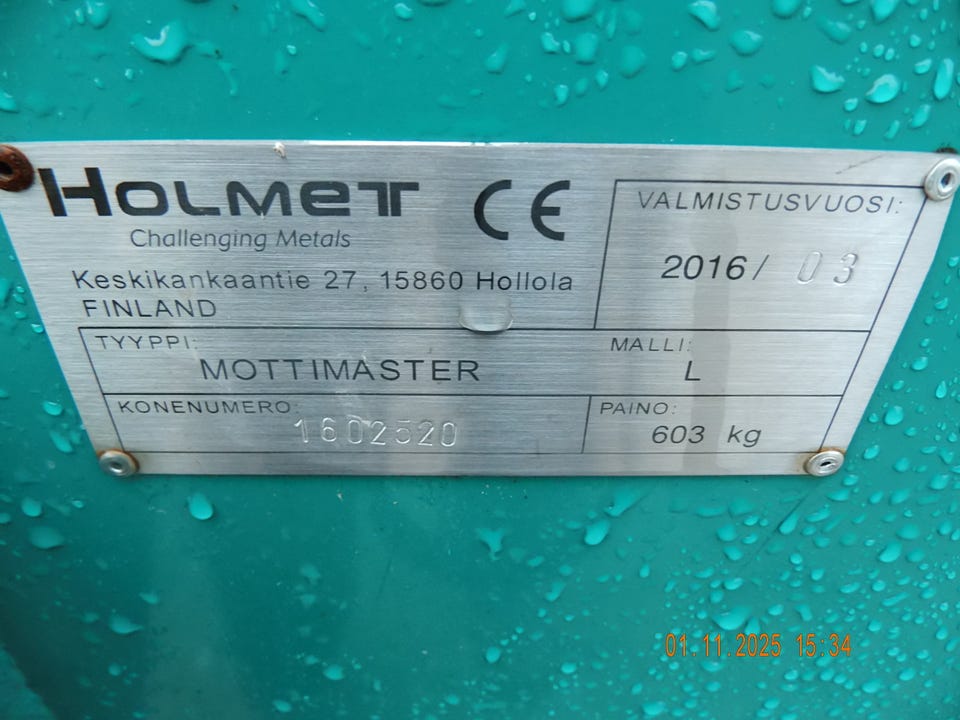 HOLMET CE
Challenging Metals
Keskikankaantie 27, 15860 Hollola
FINLAND
VALMISTUSVUOSI:
2016/ 03
TYYPPI:
MOTTIMASTER
MALLI:
L
KONENUMERO:
1602520
PAINO:
603 kg
01.11.2025 15:34